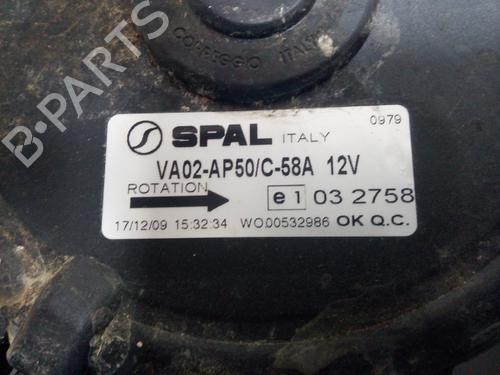 CORREGGIO ITALY
SPAL ITALY
0979
VA02-AP50/C-58A 12V
ROTATION
e1 03 2758
17/12/09 15:32:34 WO00532986 OK Q.C.
B-PARTS